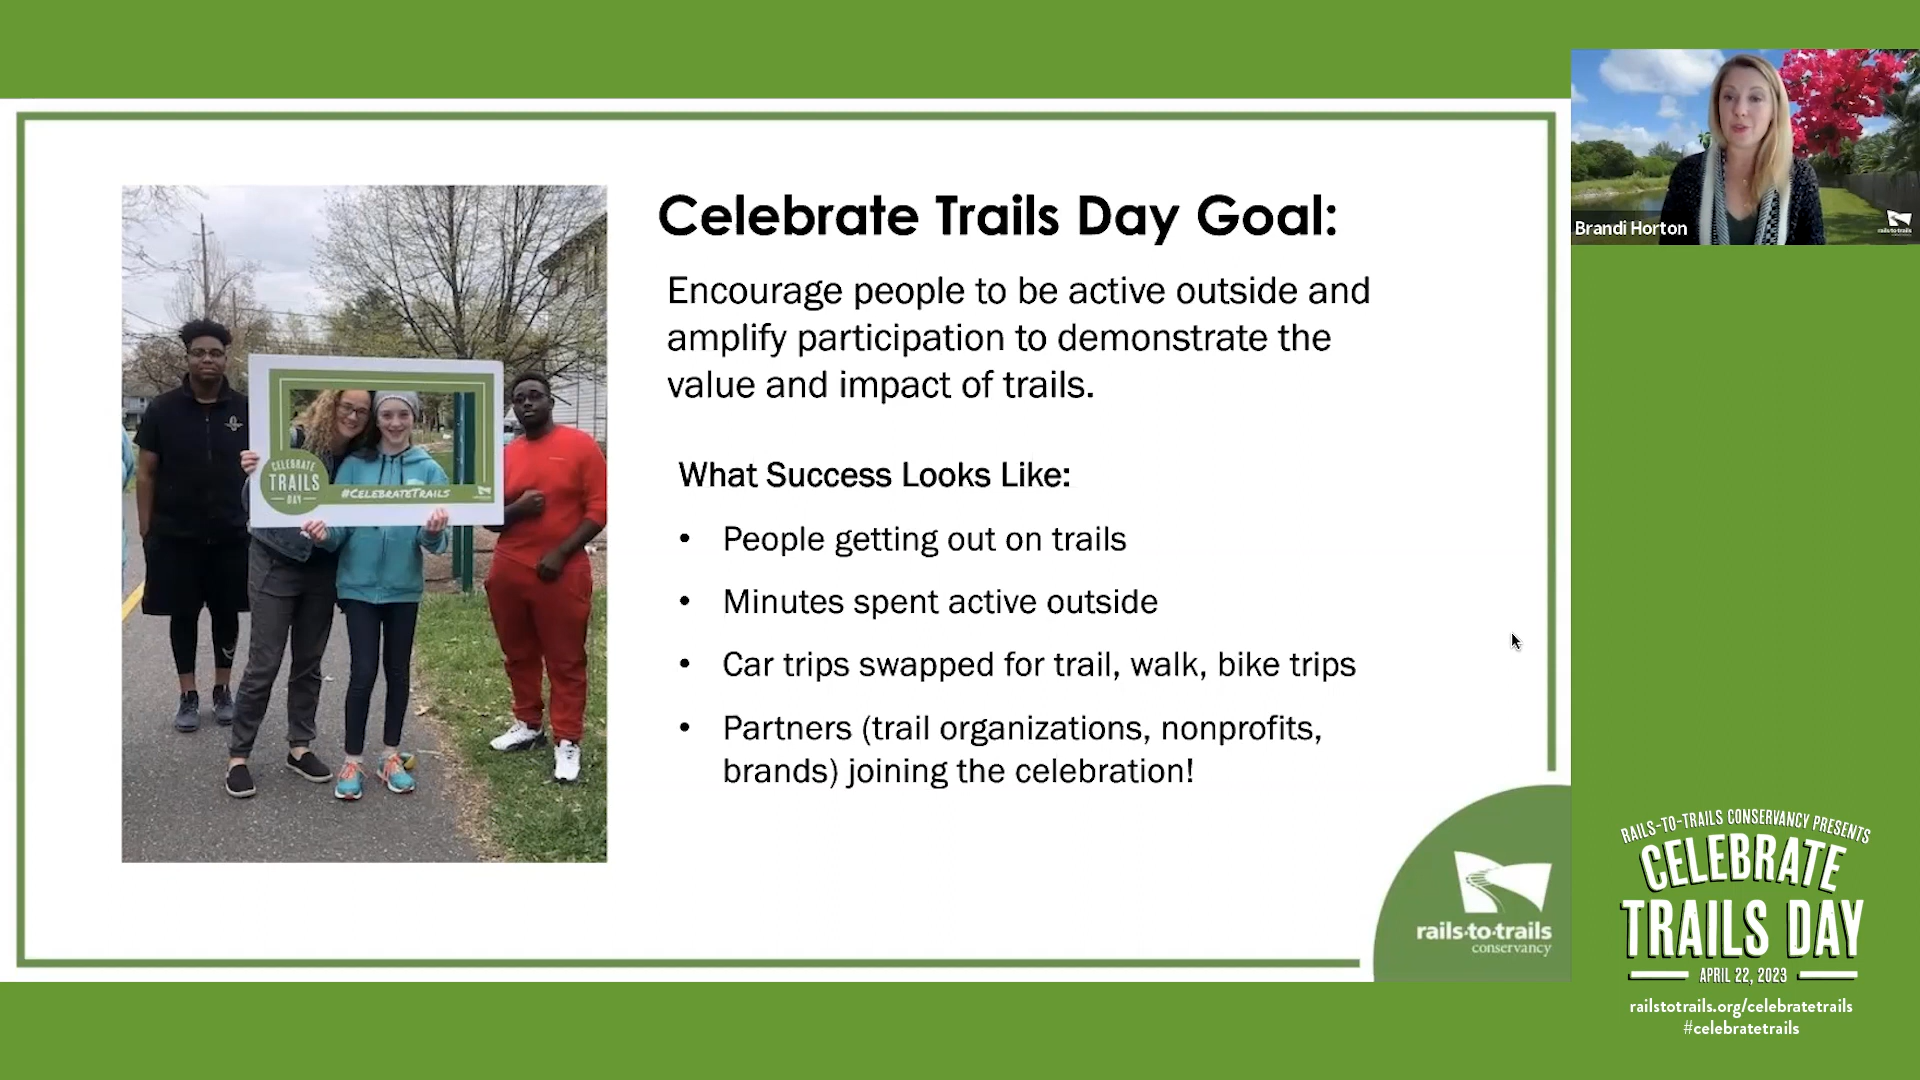 Celebrate Trails Day Goal:
Encourage people to be active outside and
amplify participation to demonstrate the
value and impact of trails.
What Success Looks Like:
• People getting out on trails
• Minutes spent active outside
• Car trips swapped for trail, walk, bike trips
• Partners (trail organizations, nonprofits,
brands) joining the celebration!
CELEBRATE
TRAILS
DAY
#CELEBRATETRAILS
rails·to·trails
conservancy
Brandi Horton
rails·to·trails
RAILS-TO-TRAILS CONSERVANCY PRESENTS
CELEBRATE
TRAILS DAY
APRIL 22, 2023
railstotrails.org/celebratetrails
#celebratetrails